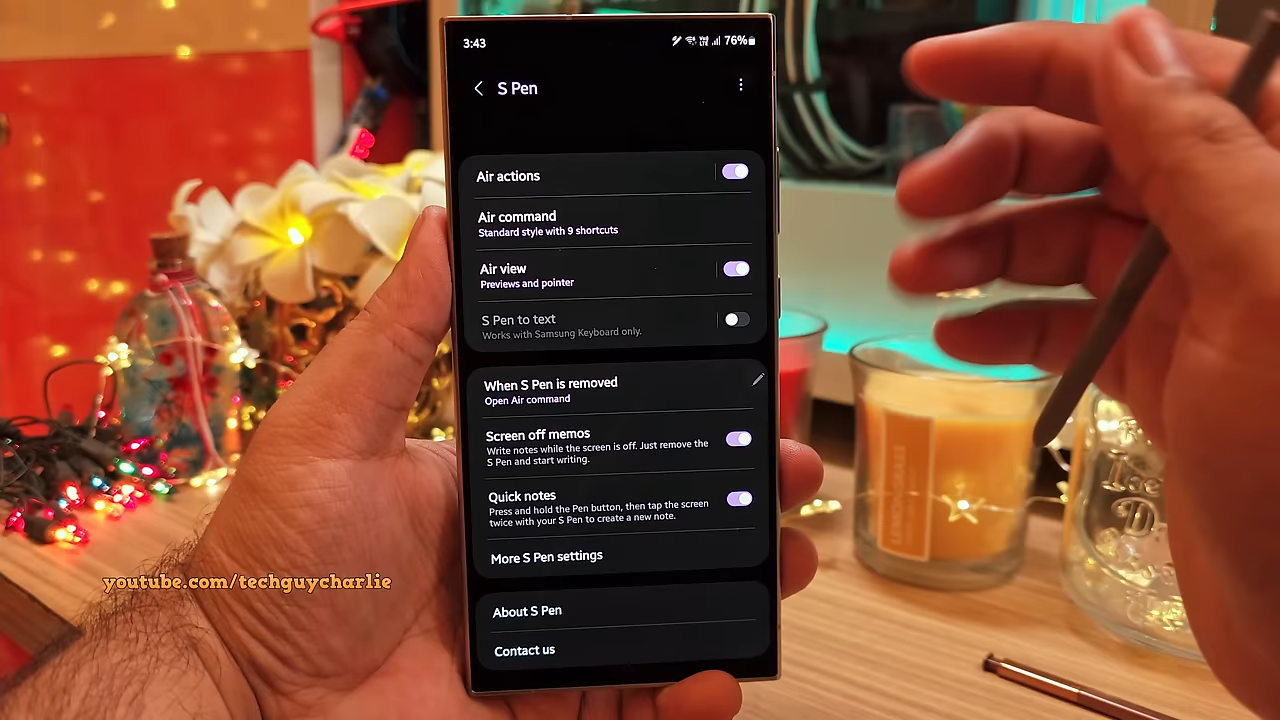 3:43
76%
S Pen
Air actions
Air command
Standard style with 9 shortcuts
Air view
Previews and pointer
S Pen to text
Works with Samsung Keyboard only.
When S Pen is removed
Open Air command
Screen off memos
Write notes while the screen is off. Just remove the
S Pen and start writing.
Quick notes
Press and hold the Pen button, then tap the screen
twice with your S Pen to create a new note.
More S Pen settings
About S Pen
Contact us
youtube.com/techguycharlie